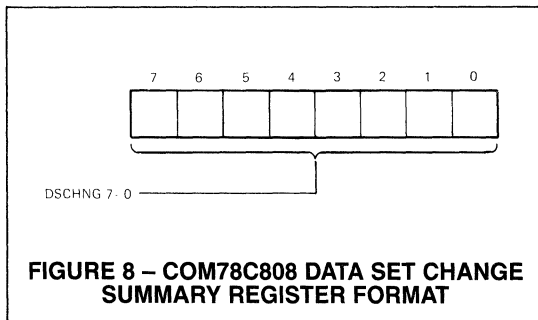 7 6 5 4 3 2 1 0
DSCHNG 7- 0
FIGURE 8 – COM78C808 DATA SET CHANGE
SUMMARY REGISTER FORMAT